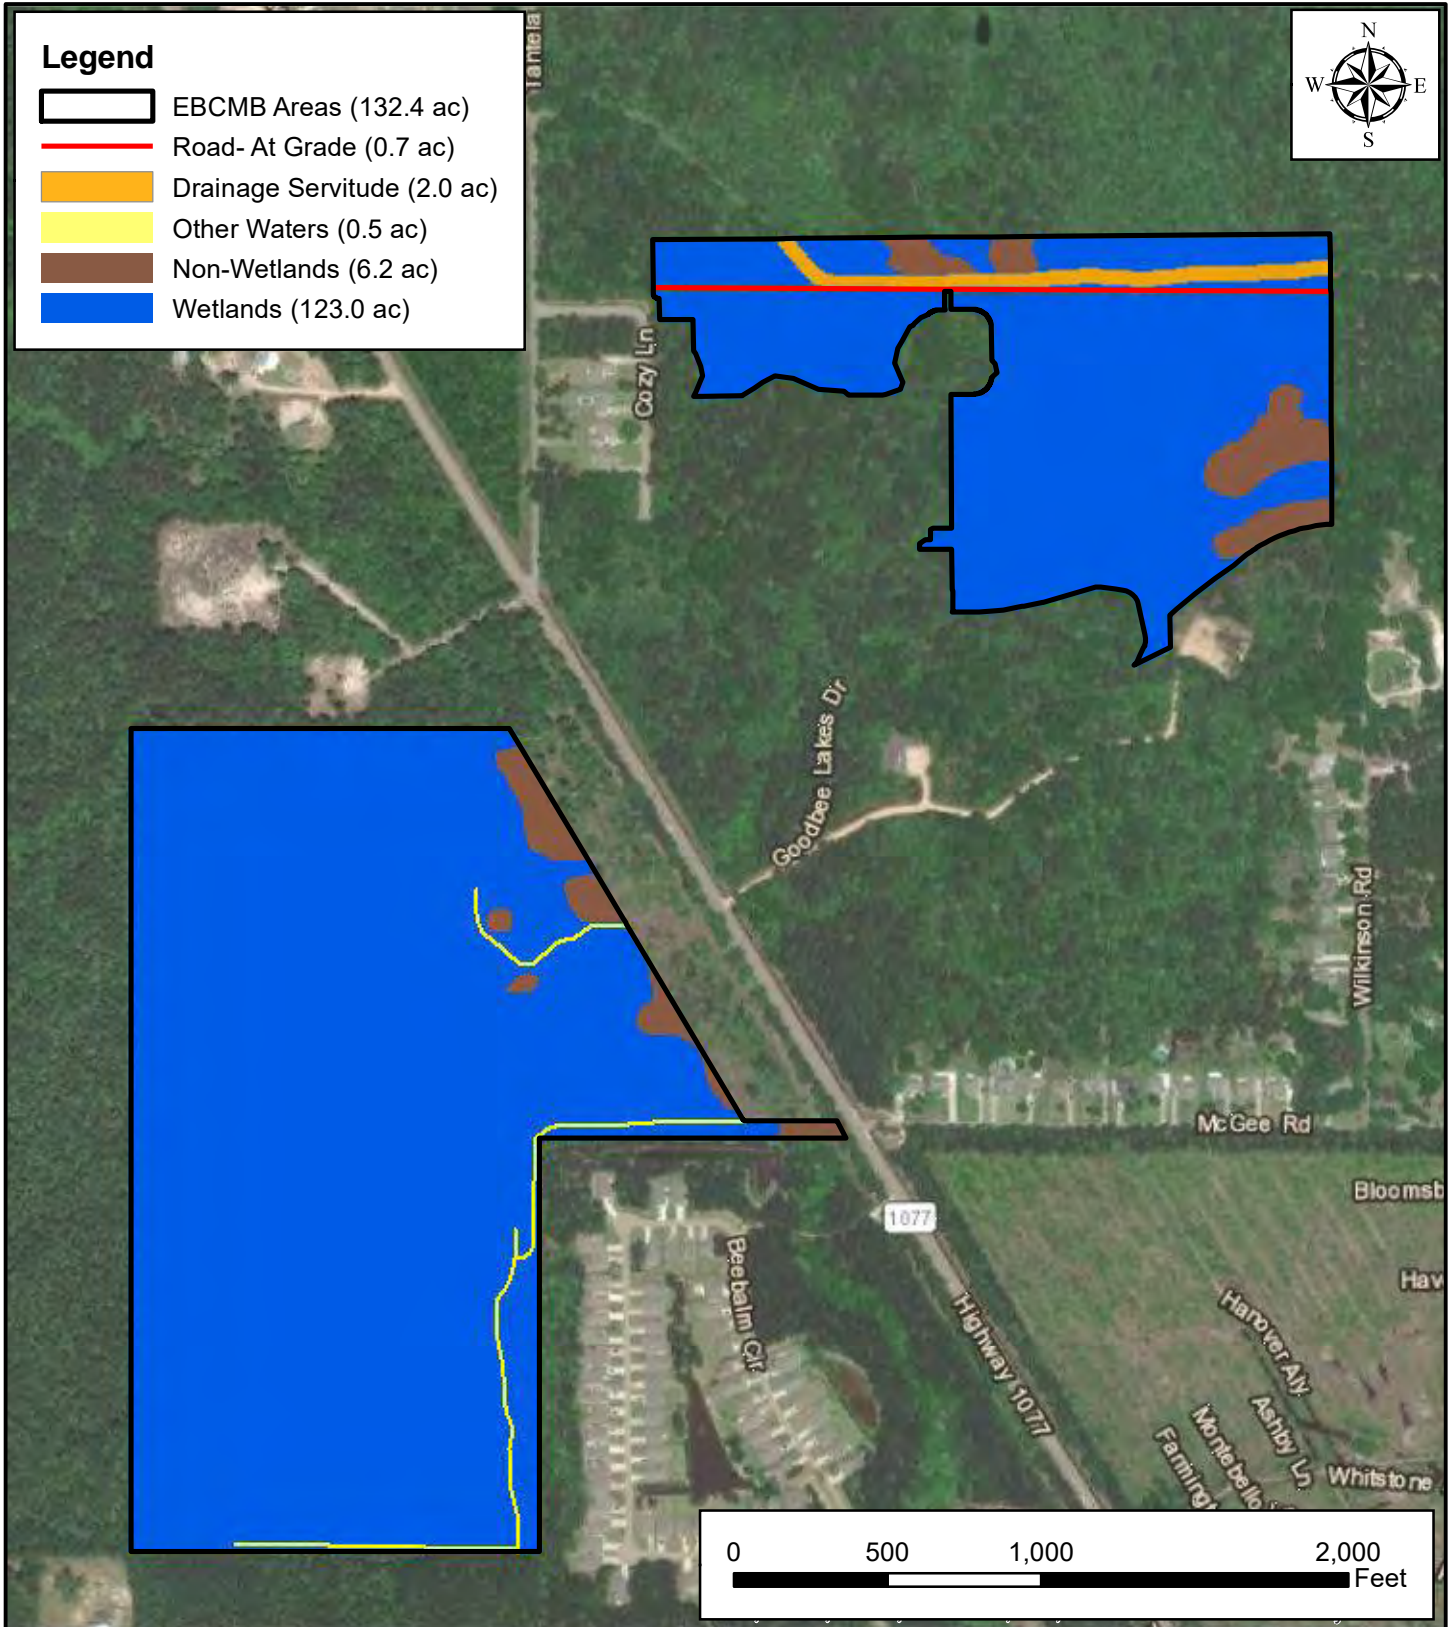 Legend
EBCMB Areas (132.4 ac)
Road- At Grade (0.7 ac)
Drainage Servitude (2.0 ac)
Other Waters (0.5 ac)
Non-Wetlands (6.2 ac)
Wetlands (123.0 ac)
N
W
E
S
Cozy Ln
Goodbee Lakes Dr
Wilkinson Rd
McGee Rd
Bloomsb
1077
Hav
Beebalm Cir
Highway 1077
Hanover Aly
Ashby Ln
Montebello
Whitstone
0
500
1,000
2,000
Feet